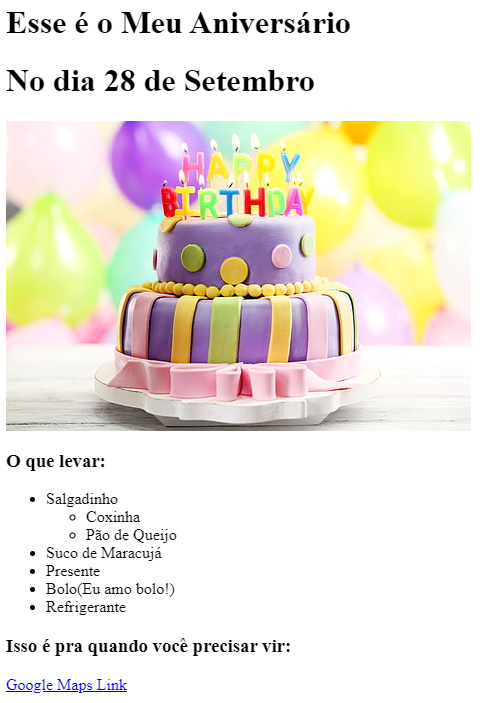 Esse é o Meu Aniversário
No dia 28 de Setembro
HAPPY
BIRTHDAY
O que levar:
Salgadinho
Coxinha
Pão de Queijo
Suco de Maracujá
Presente
Bolo(Eu amo bolo!)
Refrigerante
Isso é pra quando você precisar vir:
Google Maps Link